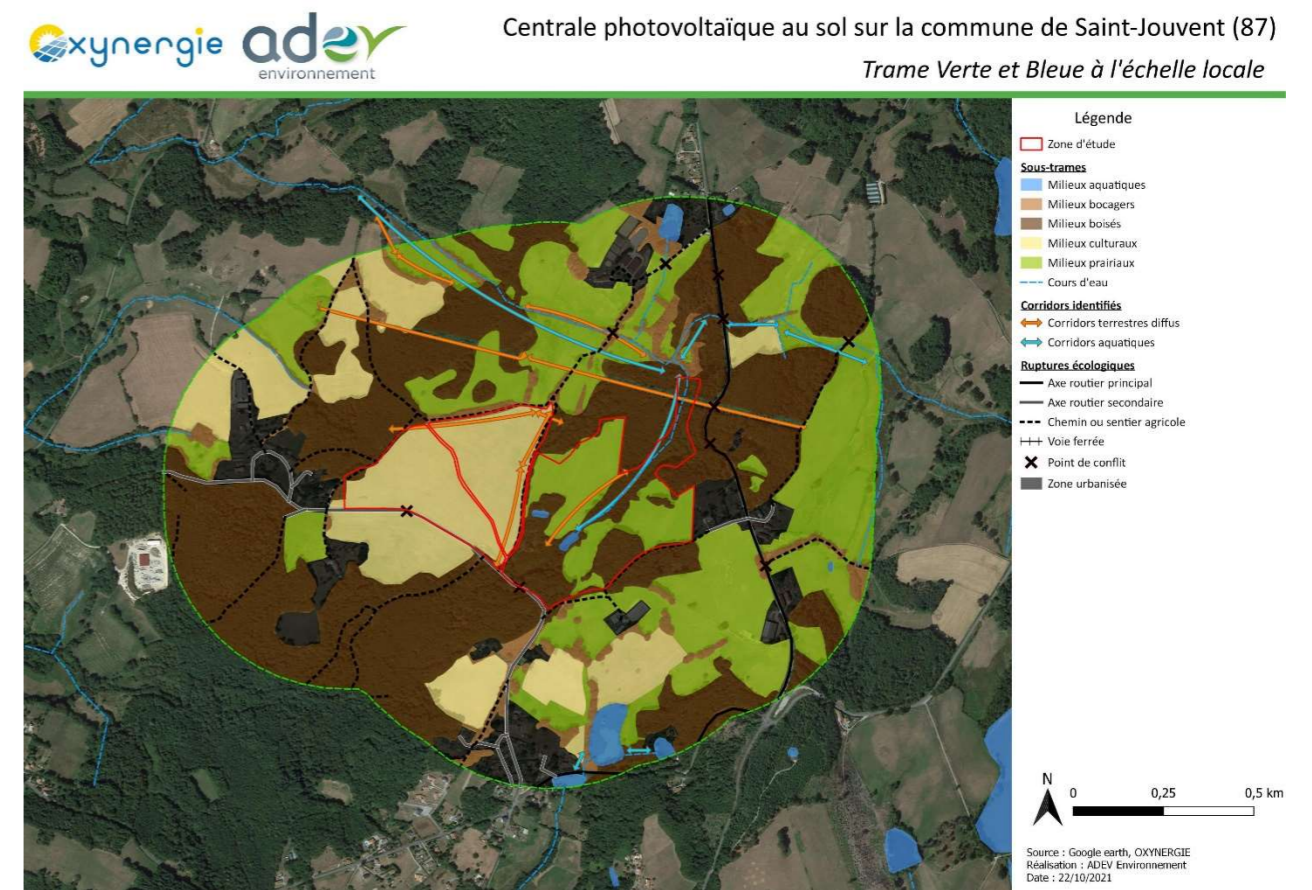 Oxynergie
adev
environnement
Centrale photovoltaïque au sol sur la commune de Saint-Jouvent (87)
Trame Verte et Bleue à l'échelle locale
Légende
Zone d'étude
Sous-trames
Milieux aquatiques
Milieux bocagers
Milieux boisés
Milieux culturaux
Milieux prairiaux
Cours d'eau
Corridors identifiés
Corridors terrestres diffus
Corridors aquatiques
Ruptures écologiques
Axe routier principal
Axe routier secondaire
Chemin ou sentier agricole
Voie ferrée
Point de conflit
Zone urbanisée
N
0 0,25 0,5 km
Source : Google earth, OXYNERGIE
Réalisation : ADEV Environnement
Date : 22/10/2021